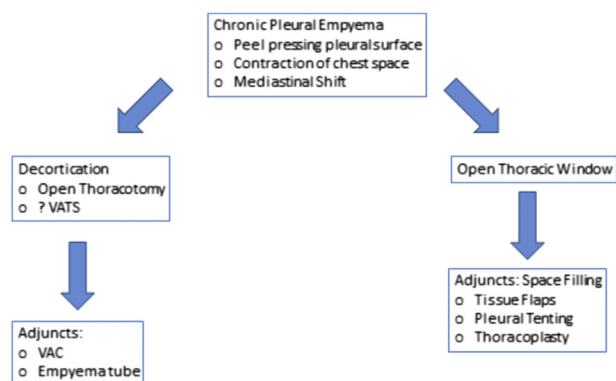 Chronic Pleural Empyema
o Peel pressing pleural surface
o Contraction of chest space
o Mediastinal Shift
Decortication
o Open Thoracotomy
o ? VATS
Open Thoracic Window
Adjuncts: Space Filling
o Tissue Flaps
o Pleural Tenting
o Thoracoplasty
Adjuncts:
o VAC
o Empyema tube